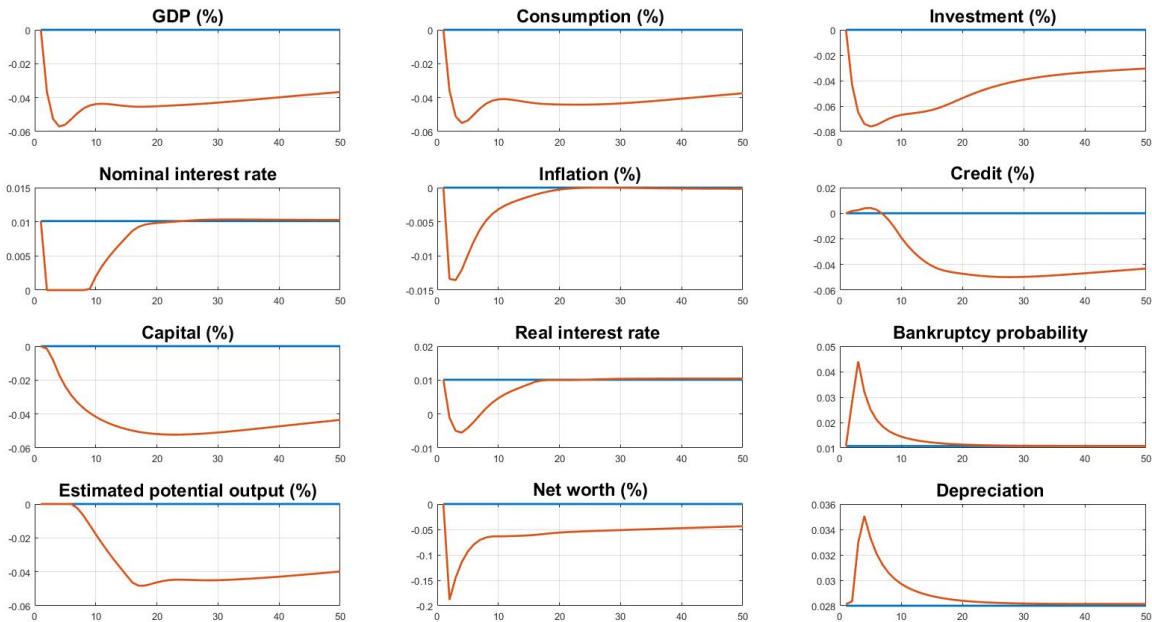 GDP (%)
0
-0.02
-0.04
-0.06
0 10 20 30 40 50
Consumption (%)
0
-0.02
-0.04
-0.06
0 10 20 30 40 50
Investment (%)
0
-0.02
-0.04
-0.06
-0.08
0 10 20 30 40 50
Nominal interest rate
0.015
0.01
0.005
0
0 10 20 30 40 50
Inflation (%)
0
-0.005
-0.01
-0.015
0 10 20 30 40 50
Credit (%)
0.02
0
-0.02
-0.04
-0.06
0 10 20 30 40 50
Capital (%)
0
-0.02
-0.04
-0.06
0 10 20 30 40 50
Real interest rate
0.02
0.01
0
-0.01
0 10 20 30 40 50
Bankruptcy probability
0.05
0.04
0.03
0.02
0.01
0 10 20 30 40 50
Estimated potential output (%)
0
-0.02
-0.04
-0.06
0 10 20 30 40 50
Net worth (%)
0
-0.05
-0.1
-0.15
-0.2
0 10 20 30 40 50
Depreciation
0.036
0.034
0.032
0.03
0.028
0 10 20 30 40 50